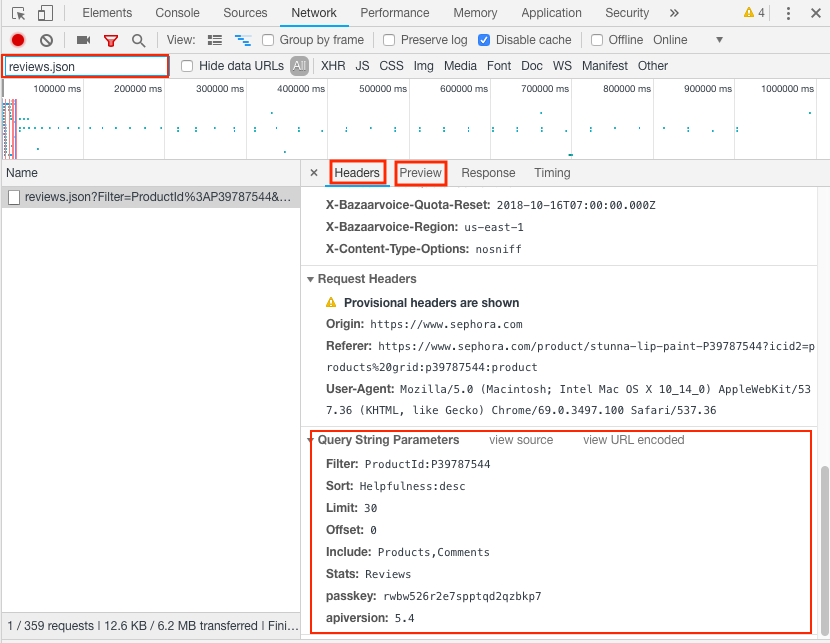 Elements Console Sources Network Performance Memory Application Security » 4
View: Group by frame Preserve log Disable cache Offline Online
reviews.json Hide data URLs All XHR JS CSS Img Media Font Doc WS Manifest Other
100000 ms 200000 ms 300000 ms 400000 ms 500000 ms 600000 ms 700000 ms 800000 ms 900000 ms 1000000 ms
Name × Headers Preview Response Timing
reviews.json?Filter=ProductId%3AP39787544&…
X-Bazaarvoice-Quota-Reset: 2018-10-16T07:00:00.000Z
X-Bazaarvoice-Region: us-east-1
X-Content-Type-Options: nosniff
Request Headers
Provisional headers are shown
Origin: https://www.sephora.com
Referer: https://www.sephora.com/product/stunna-lip-paint-P39787544?icid2=p
roducts%20grid:p39787544:product
User-Agent: Mozilla/5.0 (Macintosh; Intel Mac OS X 10_14_0) AppleWebKit/53
7.36 (KHTML, like Gecko) Chrome/69.0.3497.100 Safari/537.36
Query String Parameters view source view URL encoded
Filter: ProductId:P39787544
Sort: Helpfulness:desc
Limit: 30
Offset: 0
Include: Products,Comments
Stats: Reviews
passkey: rwbw526r2e7spptqd2qzbkp7
apiversion: 5.4
1 / 359 requests | 12.6 KB / 6.2 MB transferred | Fini…